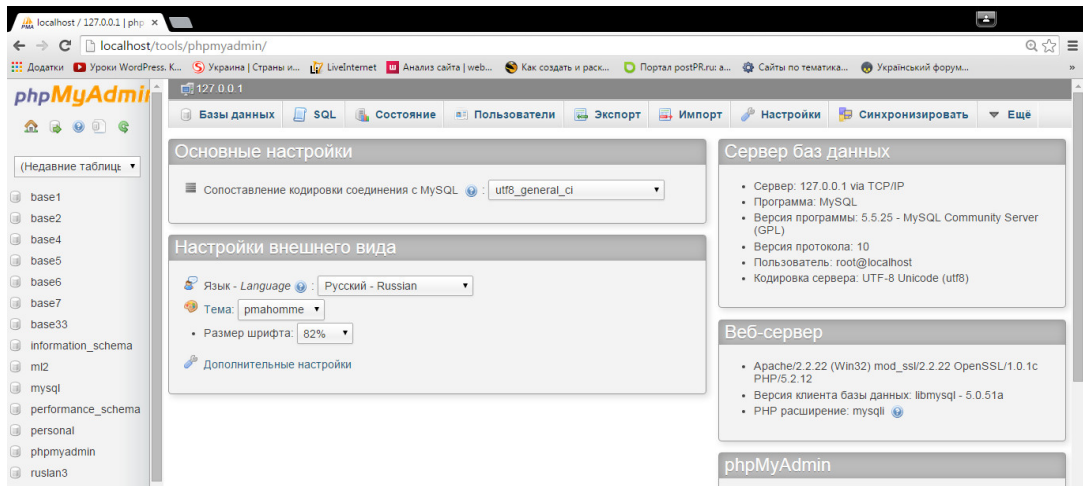 localhost / 127.0.0.1 | php
localhost/tools/phpmyadmin/
Додатки Уроки WordPress. К... Украина | Страны и... LiveInternet Анализ сайта | web... Как создать и раск... Портал postPR.ru: а... Сайты по тематика... Український форум... »
phpMyAdmin
(Недавние таблиць
base1
base2
base4
base5
base6
base7
base33
information_schema
ml2
mysql
performance_schema
personal
phpmyadmin
ruslan3
127.0.0.1
Базы данных SQL Состояние Пользователи Экспорт Импорт Настройки Синхронизировать Ещё
Основные настройки
Сопоставление кодировки соединения с MySQL : utf8_general_ci
Настройки внешнего вида
Язык - Language : Русский - Russian
Тема: pmahomme
• Размер шрифта: 82%
Дополнительные настройки
Сервер баз данных
• Сервер: 127.0.0.1 via TCP/IP
• Программа: MySQL
• Версия программы: 5.5.25 - MySQL Community Server
(GPL)
• Версия протокола: 10
• Пользователь: root@localhost
• Кодировка сервера: UTF-8 Unicode (utf8)
Веб-сервер
• Apache/2.2.22 (Win32) mod_ssl/2.2.22 OpenSSL/1.0.1c
PHP/5.2.12
• Версия клиента базы данных: libmysql - 5.0.51a
• PHP расширение: mysqli
phpMyAdmin